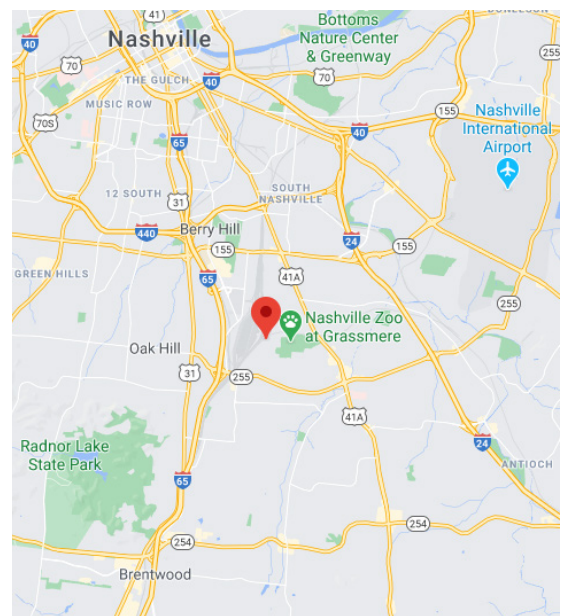 DONELSON
Bottoms
Nature Center
& Greenway
40
Nashville
255
70
70
THE GULCH
40
155
MUSIC ROW
Nashville
International
Airport
70S
40
65
12 SOUTH
SOUTH
NASHVILLE
31
440
Berry Hill
24
155
155
GREEN HILLS
65
41A
255
Nashville Zoo
at Grassmere
Oak Hill
31
255
41A
Radnor Lake
State Park
24
ANTIOCH
65
254
254
Brentwood